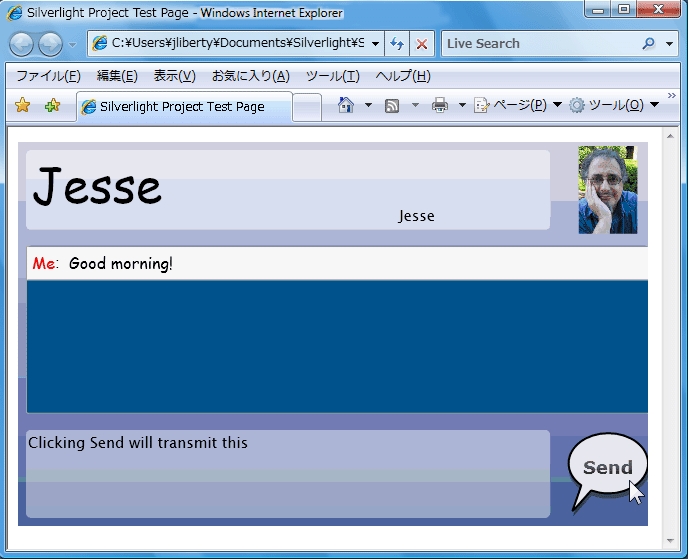 Silverlight Project Test Page - Windows Internet Explorer
C:¥Users¥jliberty¥Documents¥Silverlight¥S
Live Search
ファイル(F) 編集(E) 表示(V) お気に入り(A) ツール(T) ヘルプ(H)
Silverlight Project Test Page
ページ(P) ツール(O)
Jesse
Jesse
Me: Good morning!
Clicking Send will transmit this
Send